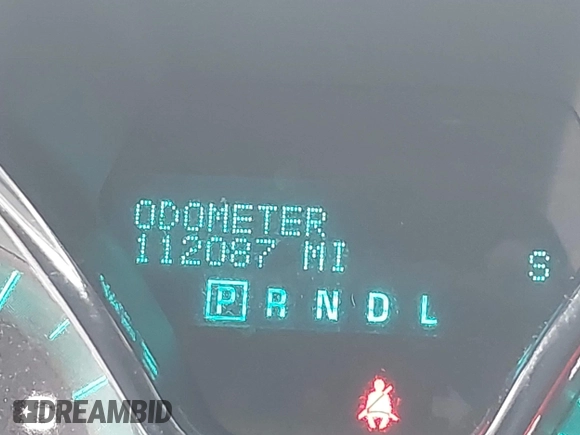 ODOMETER
112087 MI
S
P R N D L
DREAMBID